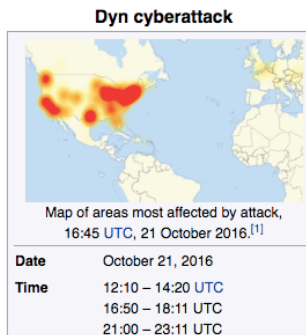 Dyn cyberattack
Map of areas most affected by attack,
16:45 UTC, 21 October 2016.[1]
Date October 21, 2016
Time 12:10 – 14:20 UTC
16:50 – 18:11 UTC
21:00 – 23:11 UTC